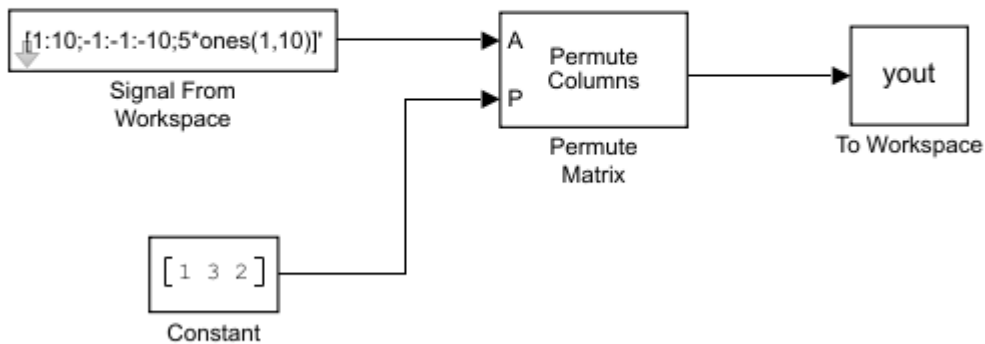 [1:10;-1:-1:-10;5*ones(1,10)]'
Signal From
Workspace
A
P
Permute
Columns
Permute
Matrix
yout
To Workspace
[1 3 2]
Constant